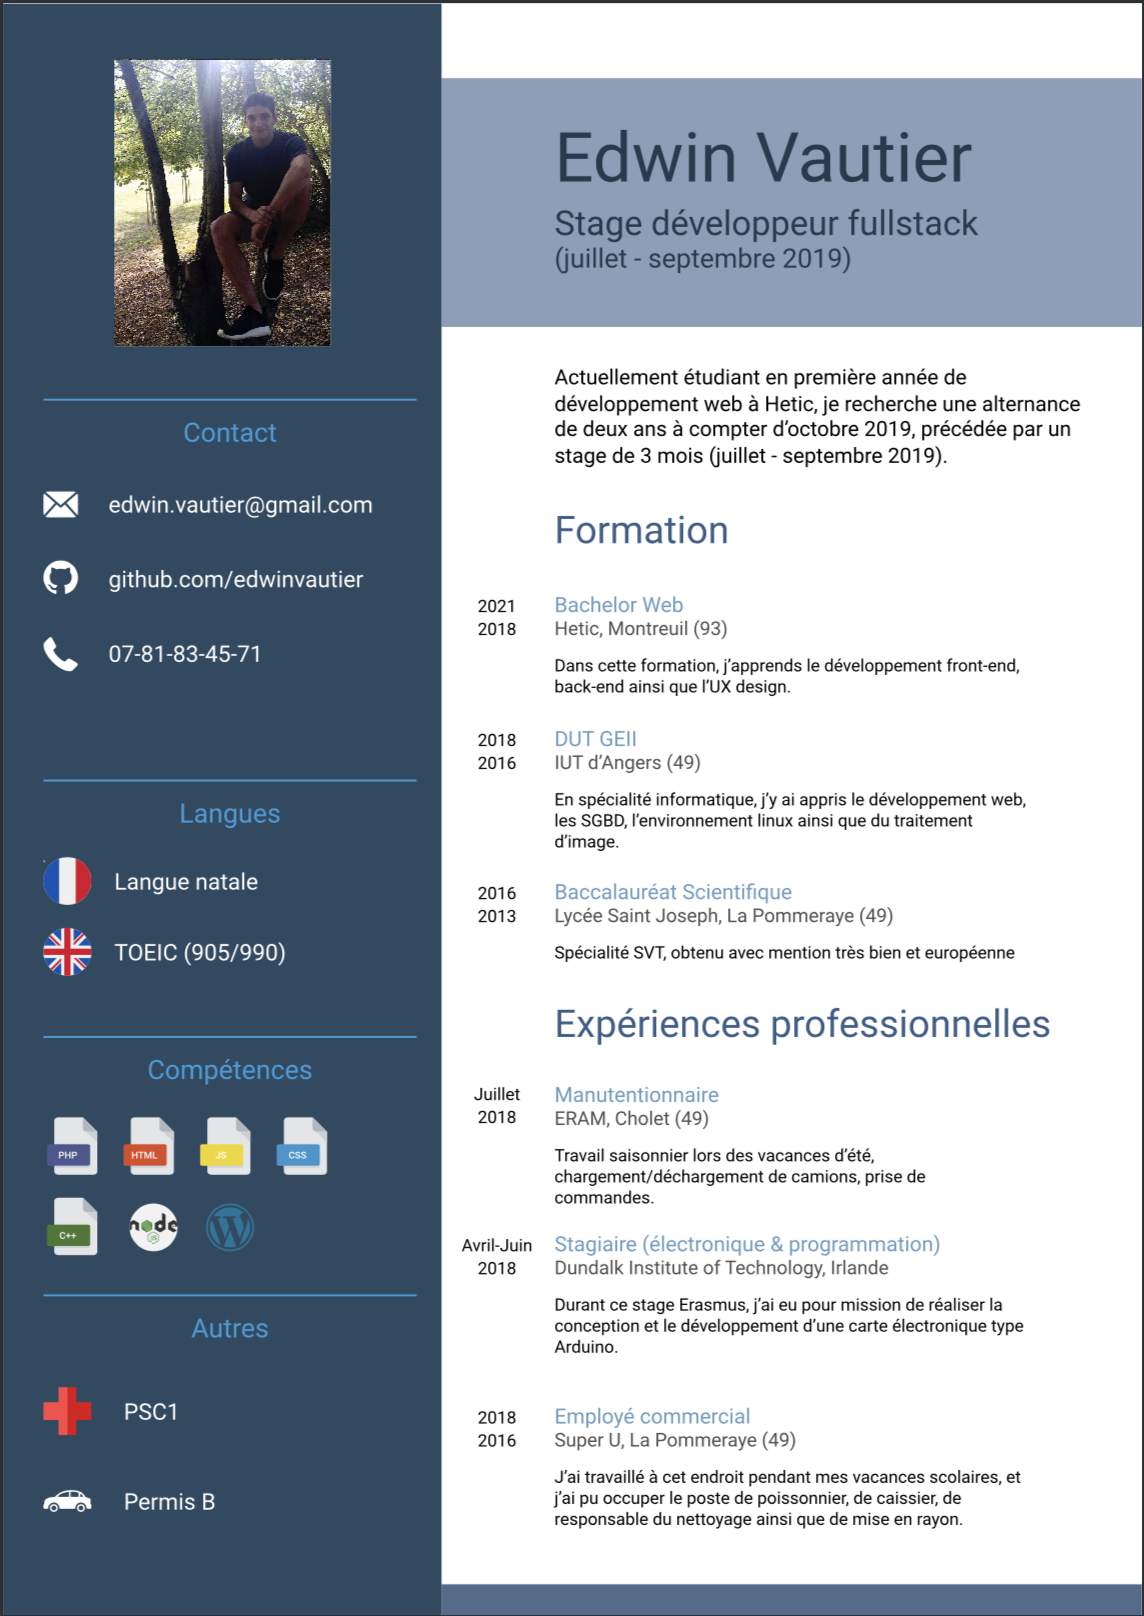 Edwin Vautier
Stage développeur fullstack
(juillet - septembre 2019)
Contact
edwin.vautier@gmail.com
github.com/edwinvautier
07-81-83-45-71
Langues
Langue natale
TOEIC (905/990)
Compétences
PHP
HTML
JS
CSS
C++
node
JS
W
Autres
PSC1
Permis B
Actuellement étudiant en première année de
développement web à Hetic, je recherche une alternance
de deux ans à compter d’octobre 2019, précédée par un
stage de 3 mois (juillet - septembre 2019).
Formation
2021
2018
Bachelor Web
Hetic, Montreuil (93)
Dans cette formation, j’apprends le développement front-end,
back-end ainsi que l’UX design.
2018
2016
DUT GEII
IUT d’Angers (49)
En spécialité informatique, j’y ai appris le développement web,
les SGBD, l’environnement linux ainsi que du traitement
d’image.
2016
2013
Baccalauréat Scientifique
Lycée Saint Joseph, La Pommeraye (49)
Spécialité SVT, obtenu avec mention très bien et européenne
Expériences professionnelles
Juillet
2018
Manutentionnaire
ERAM, Cholet (49)
Travail saisonnier lors des vacances d’été,
chargement/déchargement de camions, prise de
commandes.
Avril-Juin
2018
Stagiaire (électronique & programmation)
Dundalk Institute of Technology, Irlande
Durant ce stage Erasmus, j’ai eu pour mission de réaliser la
conception et le développement d’une carte électronique type
Arduino.
2018
2016
Employé commercial
Super U, La Pommeraye (49)
J’ai travaillé à cet endroit pendant mes vacances scolaires, et
j’ai pu occuper le poste de poissonnier, de caissier, de
responsable du nettoyage ainsi que de mise en rayon.